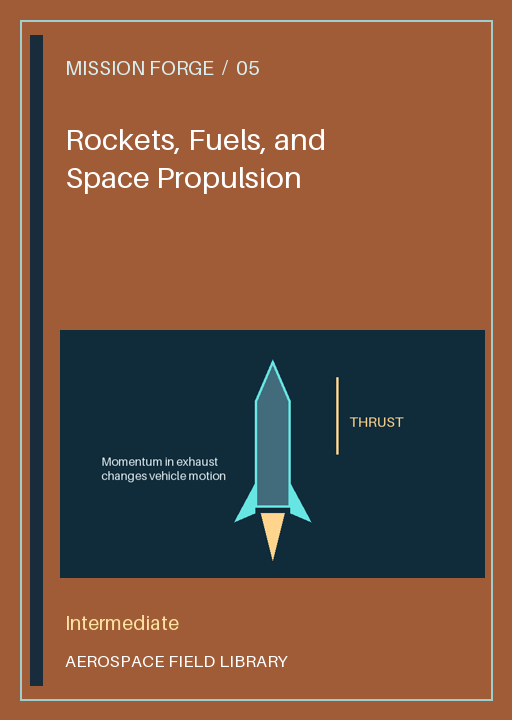 MISSION FORGE / 05
Rockets, Fuels, and
Space Propulsion
THRUST
Momentum in exhaust
changes vehicle motion
Intermediate
AEROSPACE FIELD LIBRARY